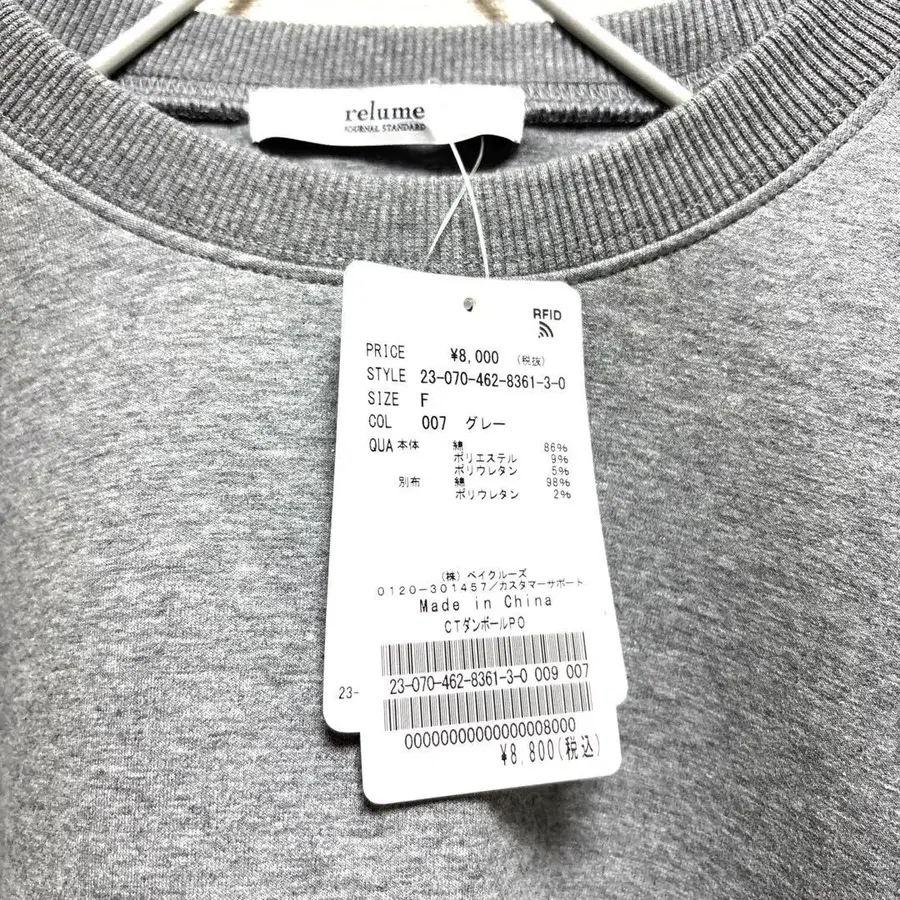 relume
JOURNAL STANDARD
RFID
PRICE ¥8,000 (税抜)
STYLE 23-070-462-8361-3-0
SIZE F
COL 007 グレー
QUA 本体 綿 86%
ポリエステル 9%
ポリウレタン 5%
別布 綿 98%
ポリウレタン 2%
(株) ベイクルーズ
0120-301457/カスタマーサポート
Made in China
CTダンボールPO
23-070-462-8361-3-0 009 007
23-
00000000000000008000
¥8,800(税込)